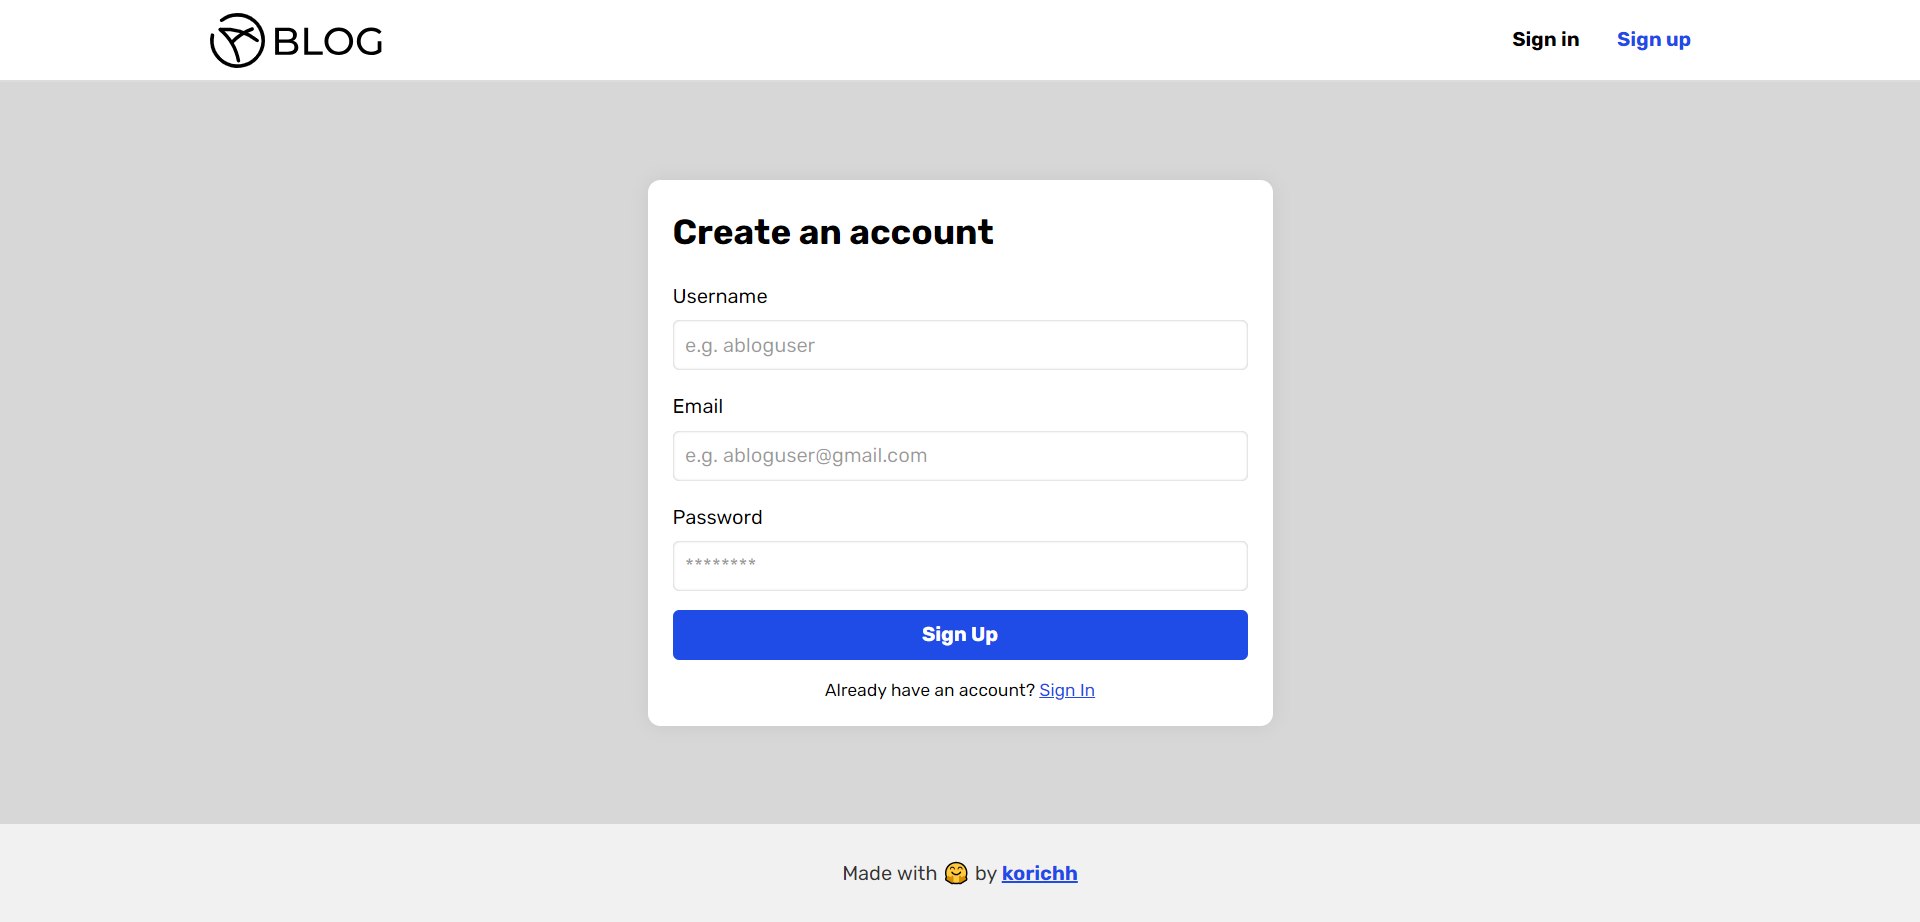 BLOG
Sign in
Sign up
Create an account
Username
e.g. abloguser
Email
e.g. abloguser@gmail.com
Password
********
Sign Up
Already have an account? Sign In
Made with 🤗 by korichh